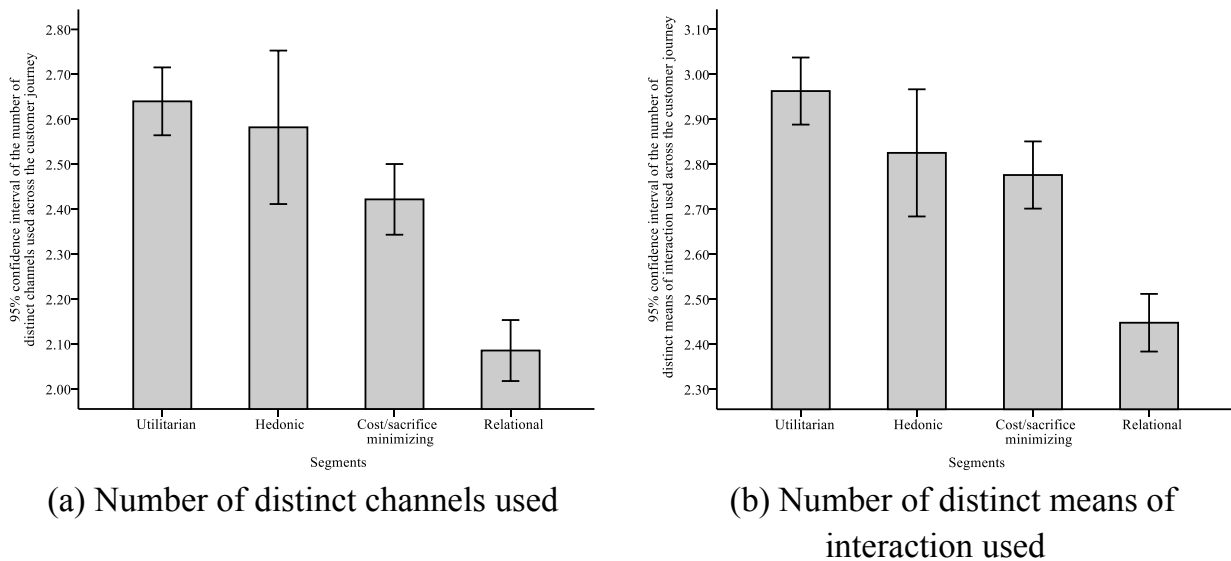 95% confidence interval of the number of
distinct channels used across the customer journey
2.80
2.70
2.60
2.50
2.40
2.30
2.20
2.10
2.00
Utilitarian
Hedonic
Cost/sacrifice
minimizing
Relational
Segments
(a) Number of distinct channels used
95% confidence interval of the number of
distinct means of interaction used across the customer journey
3.10
3.00
2.90
2.80
2.70
2.60
2.50
2.40
2.30
Utilitarian
Hedonic
Cost/sacrifice
minimizing
Relational
Segments
(b) Number of distinct means of
interaction used